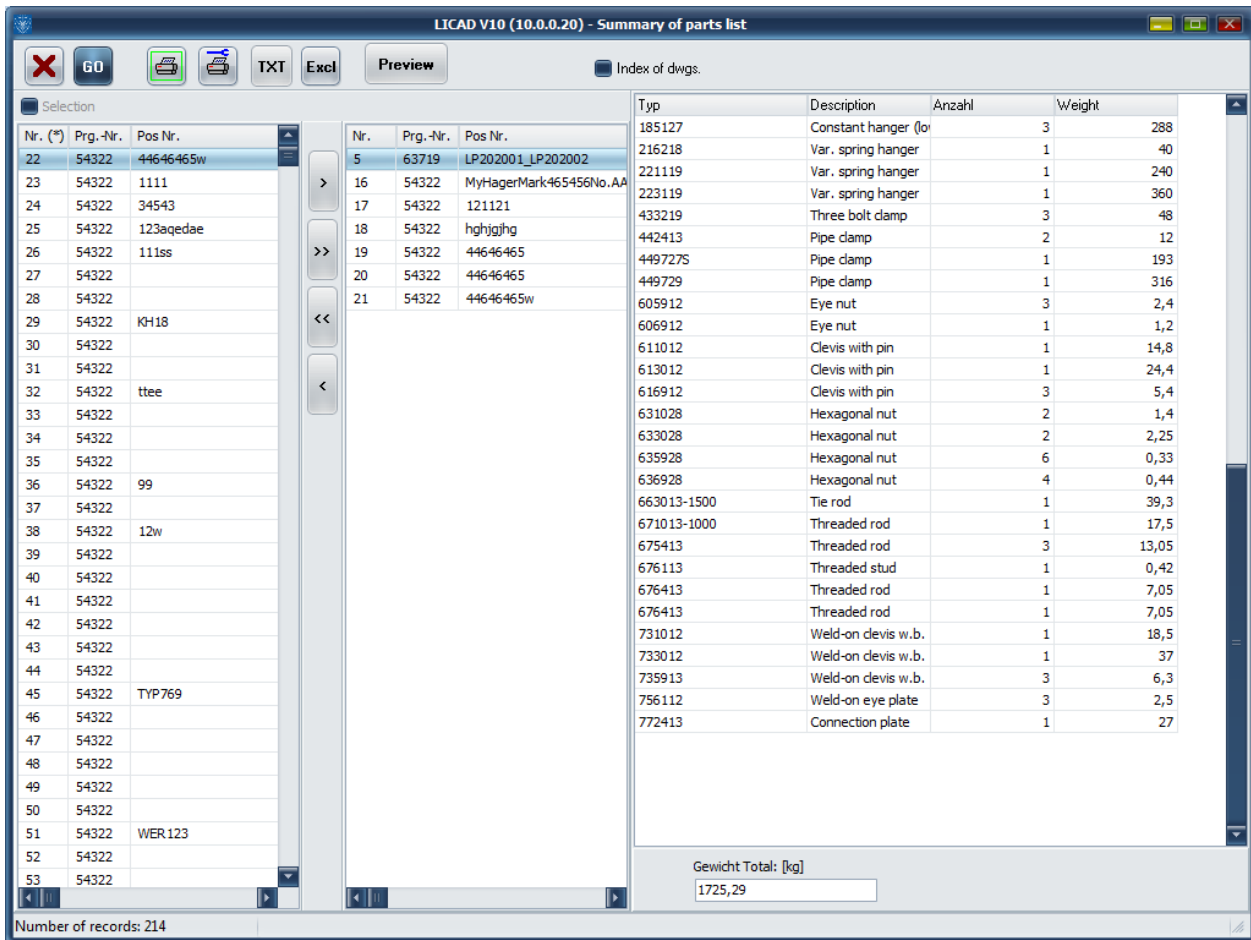 LICAD V10 (10.0.0.20) - Summary of parts list
GO TXT Excl Preview Index of dwgs.
Selection
Nr. (*) Prg.-Nr. Pos Nr.
22 54322 44646465w
23 54322 1111
24 54322 34543
25 54322 123aqedae
26 54322 111ss
27 54322
28 54322
29 54322 KH18
30 54322
31 54322
32 54322 ttee
33 54322
34 54322
35 54322
36 54322 99
37 54322
38 54322 12w
39 54322
40 54322
41 54322
42 54322
43 54322
44 54322
45 54322 TYP769
46 54322
47 54322
48 54322
49 54322
50 54322
51 54322 WER123
52 54322
53 54322
>
>>
<<
<
Nr. Prg.-Nr. Pos Nr.
5 63719 LP202001_LP202002
16 54322 MyHagerMark465456No.AA
17 54322 121121
18 54322 hghjgjhg
19 54322 44646465
20 54322 44646465
21 54322 44646465w
Typ Description Anzahl Weight
185127 Constant hanger (lo 3 288
216218 Var. spring hanger 1 40
221119 Var. spring hanger 1 240
223119 Var. spring hanger 1 360
433219 Three bolt clamp 3 48
442413 Pipe clamp 2 12
449727S Pipe clamp 1 193
449729 Pipe clamp 1 316
605912 Eye nut 3 2,4
606912 Eye nut 1 1,2
611012 Clevis with pin 1 14,8
613012 Clevis with pin 1 24,4
616912 Clevis with pin 3 5,4
631028 Hexagonal nut 2 1,4
633028 Hexagonal nut 2 2,25
635928 Hexagonal nut 6 0,33
636928 Hexagonal nut 4 0,44
663013-1500 Tie rod 1 39,3
671013-1000 Threaded rod 1 17,5
675413 Threaded rod 3 13,05
676113 Threaded stud 1 0,42
676413 Threaded rod 1 7,05
676413 Threaded rod 1 7,05
731012 Weld-on clevis w.b. 1 18,5
733012 Weld-on clevis w.b. 1 37
735913 Weld-on clevis w.b. 3 6,3
756112 Weld-on eye plate 3 2,5
772413 Connection plate 1 27
Gewicht Total: [kg]
1725,29
Number of records: 214